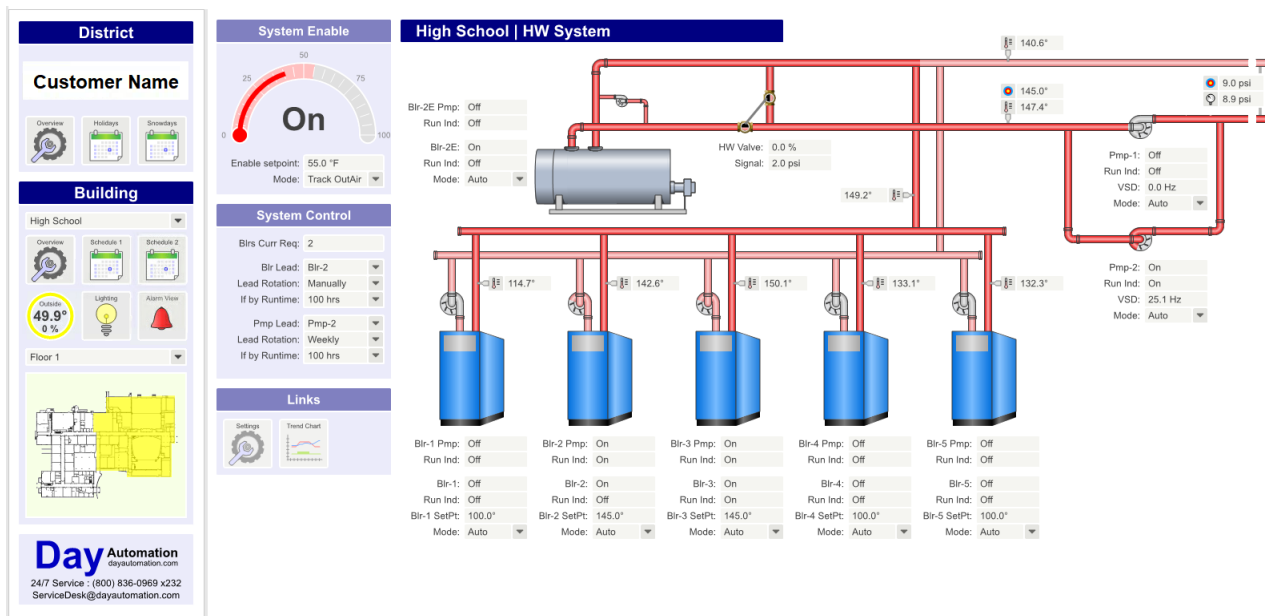 District
Customer Name
Overview
Holidays
Snowdays
Building
High School
Overview
Schedule 1
Schedule 2
Outside
49.9°
0 %
Lighting
Alarm View
Floor 1
Day Automation
dayautomation.com
24/7 Service : (800) 836-0969 x232
ServiceDesk@dayautomation.com
System Enable
0
25
50
75
100
On
Enable setpoint: 55.0 °F
Mode: Track OutAir
System Control
Blrs Curr Req: 2
Blr Lead: Blr-2
Lead Rotation: Manually
If by Runtime: 100 hrs
Pmp Lead: Pmp-2
Lead Rotation: Weekly
If by Runtime: 100 hrs
Links
Settings
Trend Chart
High School | HW System
140.6°
145.0°
147.4°
9.0 psi
8.9 psi
Blr-2E Pmp: Off
Run Ind: Off
Blr-2E: On
Run Ind: Off
Mode: Auto
HW Valve: 0.0 %
Signal: 2.0 psi
149.2°
Pmp-1: Off
Run Ind: Off
VSD: 0.0 Hz
Mode: Auto
Pmp-2: On
Run Ind: On
VSD: 25.1 Hz
Mode: Auto
114.7°
142.6°
150.1°
133.1°
132.3°
Blr-1 Pmp: Off
Run Ind: Off
Blr-1: Off
Run Ind: Off
Blr-1 SetPt: 100.0°
Mode: Auto
Blr-2 Pmp: On
Run Ind: On
Blr-2: On
Run Ind: Off
Blr-2 SetPt: 145.0°
Mode: Auto
Blr-3 Pmp: On
Run Ind: On
Blr-3: On
Run Ind: On
Blr-3 SetPt: 145.0°
Mode: Auto
Blr-4 Pmp: Off
Run Ind: Off
Blr-4: Off
Run Ind: Off
Blr-4 SetPt: 100.0°
Mode: Auto
Blr-5 Pmp: Off
Run Ind: Off
Blr-5: Off
Run Ind: Off
Blr-5 SetPt: 100.0°
Mode: Auto